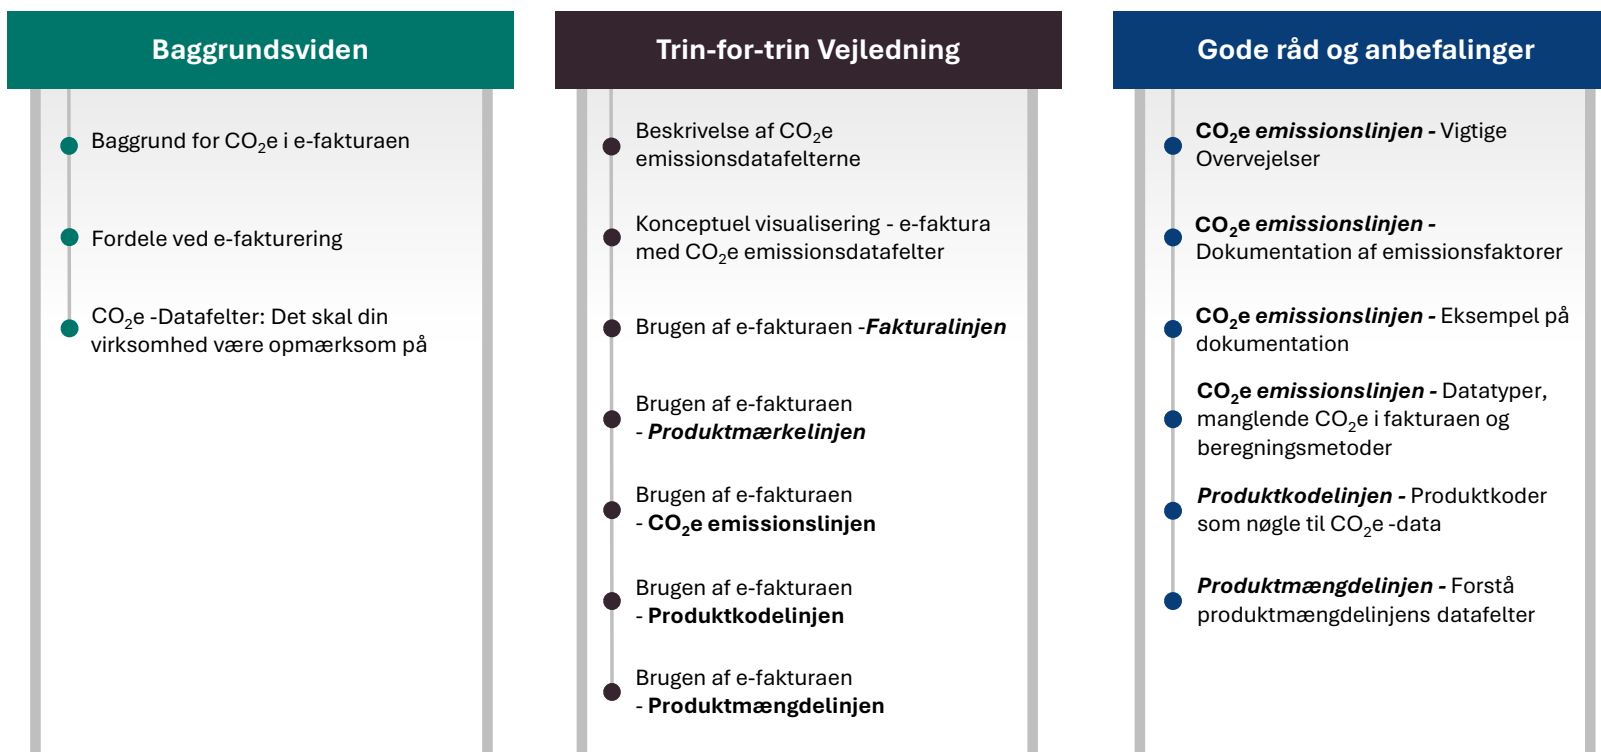 Baggrundsviden
Baggrund for CO₂e i e-fakturaen
Fordele ved e-fakturering
CO₂e -Datafelter: Det skal din
virksomhed være opmærksom på
Trin-for-trin Vejledning
Beskrivelse af CO₂e
emissionsdatafelterne
Konceptuel visualisering - e-faktura
med CO₂e emissionsdatafelter
Brugen af e-fakturaen -Fakturalinjen
Brugen af e-fakturaen
- Produktmærkelinjen
Brugen af e-fakturaen
- CO₂e emissionslinjen
Brugen af e-fakturaen
- Produktkodelinjen
Brugen af e-fakturaen
- Produktmængdelinjen
Gode råd og anbefalinger
CO₂e emissionslinjen - Vigtige
Overvejelser
CO₂e emissionslinjen -
Dokumentation af emissionsfaktorer
CO₂e emissionslinjen - Eksempel på
dokumentation
CO₂e emissionslinjen - Datatyper,
manglende CO₂e i fakturaen og
beregningsmetoder
Produktkodelinjen - Produktkoder
som nøgle til CO₂e -data
Produktmængdelinjen - Forstå
produktmængdelinjens datafelter